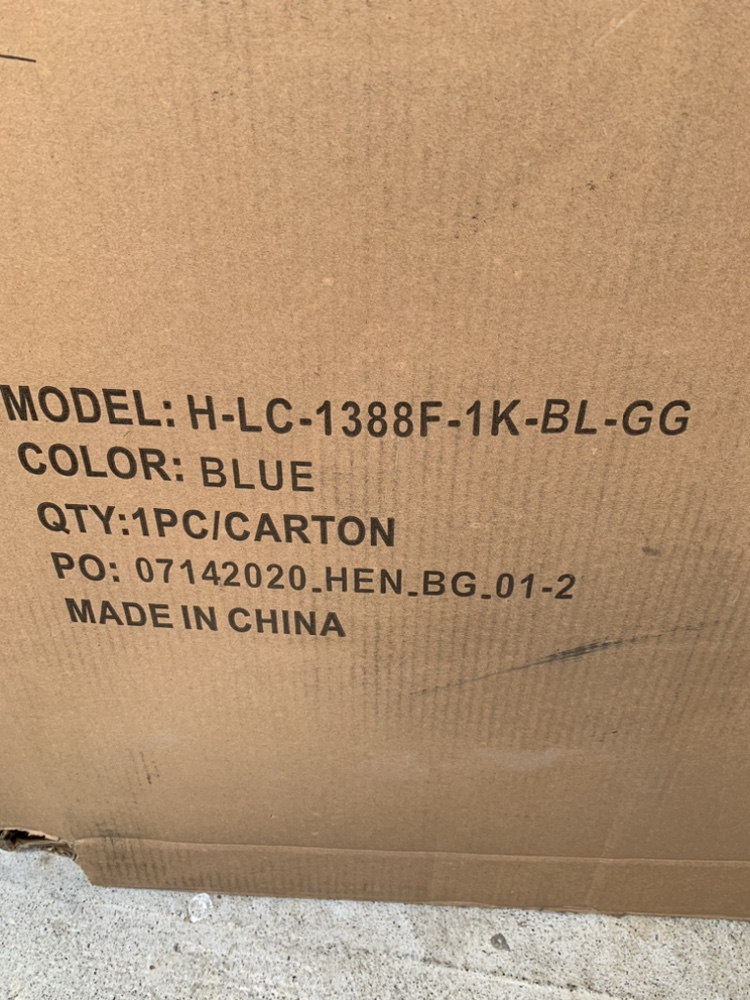 MODEL: H-LC-1388F-1K-BL-GG
COLOR: BLUE
QTY:1PC/CARTON
PO: 07142020_HEN_BG_01-2
MADE IN CHINA